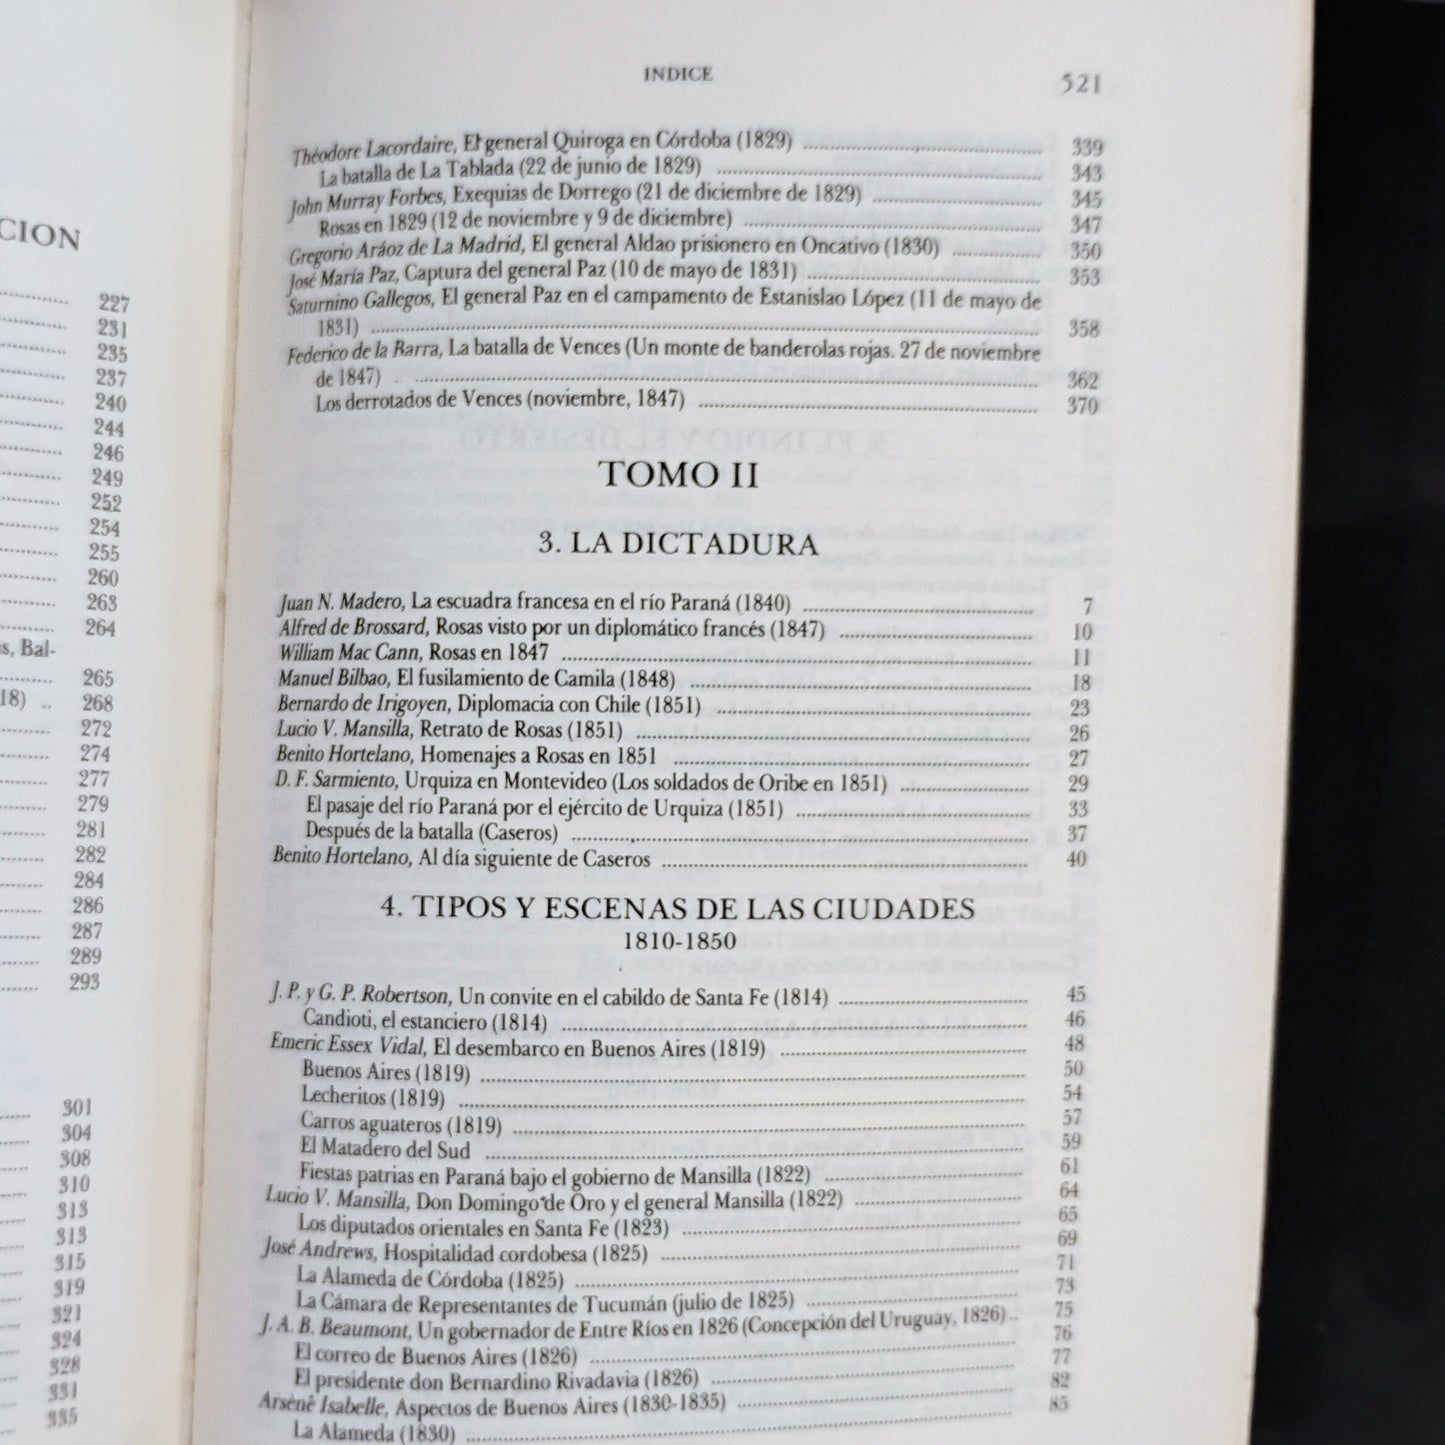 CION
227
231
235
237
240
244
246
249
252
254
255
260
263
264
s, Bal-
265
18) .. 268
272
274
277
279
281
282
284
286
287
289
293
301
304
308
310
313
313
315
319
321
324
328
331
335
INDICE 521
Théodore Lacordaire, El general Quiroga en Córdoba (1829) 339
La batalla de La Tablada (22 de junio de 1829) 343
John Murray Forbes, Exequias de Dorrego (21 de diciembre de 1829) 345
Rosas en 1829 (12 de noviembre y 9 de diciembre) 347
Gregorio Aráoz de La Madrid, El general Aldao prisionero en Oncativo (1830) 350
José María Paz, Captura del general Paz (10 de mayo de 1831) 353
Saturnino Gallegos, El general Paz en el campamento de Estanislao López (11 de mayo de
1831) 358
Federico de la Barra, La batalla de Vences (Un monte de banderolas rojas. 27 de noviembre
de 1847) 362
Los derrotados de Vences (noviembre, 1847) 370
TOMO II
3. LA DICTADURA
Juan N. Madero, La escuadra francesa en el río Paraná (1840) 7
Alfred de Brossard, Rosas visto por un diplomático francés (1847) 10
William Mac Cann, Rosas en 1847 11
Manuel Bilbao, El fusilamiento de Camila (1848) 18
Bernardo de Irigoyen, Diplomacia con Chile (1851) 23
Lucio V. Mansilla, Retrato de Rosas (1851) 26
Benito Hortelano, Homenajes a Rosas en 1851 27
D. F. Sarmiento, Urquiza en Montevideo (Los soldados de Oribe en 1851) 29
El pasaje del río Paraná por el ejército de Urquiza (1851) 33
Después de la batalla (Caseros) 37
Benito Hortelano, Al día siguiente de Caseros 40
4. TIPOS Y ESCENAS DE LAS CIUDADES
1810-1850
J. P. y G. P. Robertson, Un convite en el cabildo de Santa Fe (1814) 45
Candioti, el estanciero (1814) 46
Emeric Essex Vidal, El desembarco en Buenos Aires (1819) 48
Buenos Aires (1819) 50
Lecheritos (1819) 54
Carros aguateros (1819) 57
El Matadero del Sud 59
Fiestas patrias en Paraná bajo el gobierno de Mansilla (1822) 61
Lucio V. Mansilla, Don Domingo de Oro y el general Mansilla (1822) 64
Los diputados orientales en Santa Fe (1823) 65
José Andrews, Hospitalidad cordobesa (1825) 69
La Alameda de Córdoba (1825) 71
La Cámara de Representantes de Tucumán (julio de 1825) 73
J. A. B. Beaumont, Un gobernador de Entre Ríos en 1826 (Concepción del Uruguay, 1826) .. 75
El correo de Buenos Aires (1826) 76
El presidente don Bernardino Rivadavia (1826) 77
Arsène Isabelle, Aspectos de Buenos Aires (1830-1835) 82
La Alameda (1830) 85